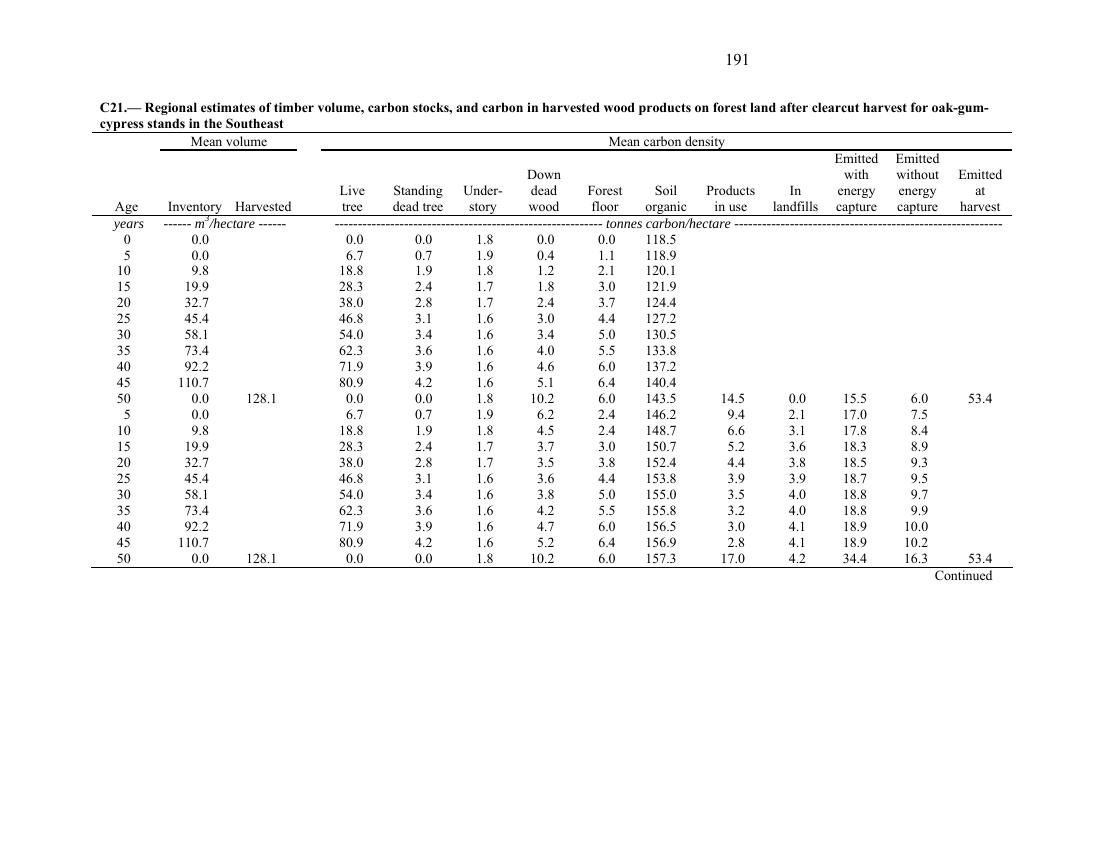 191
C21.— Regional estimates of timber volume, carbon stocks, and carbon in harvested wood products on forest land after clearcut harvest for oak-gum-
cypress stands in the Southeast
Mean volume Mean carbon density
Age Inventory Harvested Live tree Standing dead tree Under-story Down dead wood Forest floor Soil organic Products in use In landfills Emitted with energy capture Emitted without energy capture Emitted at harvest
years ------ m3/hectare ------ ------ tonnes carbon/hectare ------
0 0.0 0.0 0.0 1.8 0.0 0.0 118.5
5 0.0 6.7 0.7 1.9 0.4 1.1 118.9
10 9.8 18.8 1.9 1.8 1.2 2.1 120.1
15 19.9 28.3 2.4 1.7 1.8 3.0 121.9
20 32.7 38.0 2.8 1.7 2.4 3.7 124.4
25 45.4 46.8 3.1 1.6 3.0 4.4 127.2
30 58.1 54.0 3.4 1.6 3.4 5.0 130.5
35 73.4 62.3 3.6 1.6 4.0 5.5 133.8
40 92.2 71.9 3.9 1.6 4.6 6.0 137.2
45 110.7 80.9 4.2 1.6 5.1 6.4 140.4
50 0.0 128.1 0.0 0.0 1.8 10.2 6.0 143.5 14.5 0.0 15.5 6.0 53.4
5 0.0 6.7 0.7 1.9 6.2 2.4 146.2 9.4 2.1 17.0 7.5
10 9.8 18.8 1.9 1.8 4.5 2.4 148.7 6.6 3.1 17.8 8.4
15 19.9 28.3 2.4 1.7 3.7 3.0 150.7 5.2 3.6 18.3 8.9
20 32.7 38.0 2.8 1.7 3.5 3.8 152.4 4.4 3.8 18.5 9.3
25 45.4 46.8 3.1 1.6 3.6 4.4 153.8 3.9 3.9 18.7 9.5
30 58.1 54.0 3.4 1.6 3.8 5.0 155.0 3.5 4.0 18.8 9.7
35 73.4 62.3 3.6 1.6 4.2 5.5 155.8 3.2 4.0 18.8 9.9
40 92.2 71.9 3.9 1.6 4.7 6.0 156.5 3.0 4.1 18.9 10.0
45 110.7 80.9 4.2 1.6 5.2 6.4 156.9 2.8 4.1 18.9 10.2
50 0.0 128.1 0.0 0.0 1.8 10.2 6.0 157.3 17.0 4.2 34.4 16.3 53.4
Continued